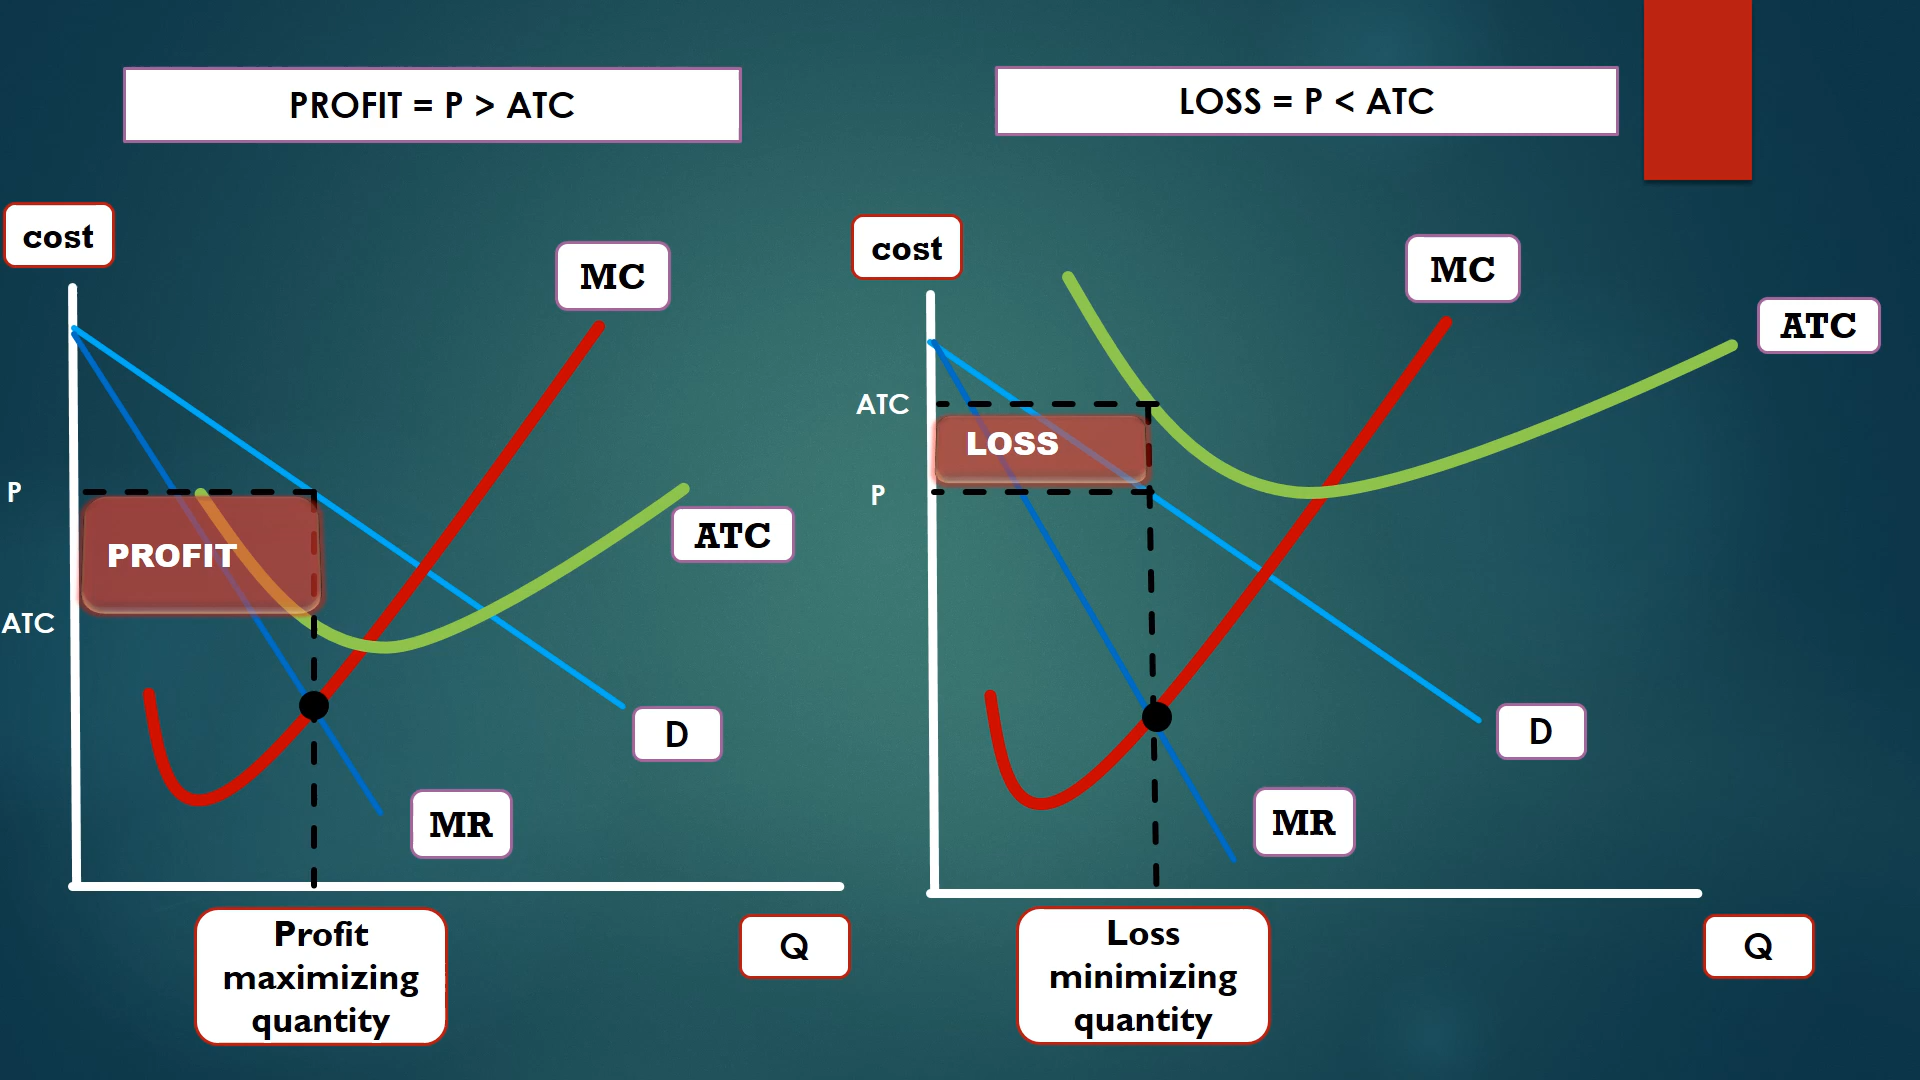 PROFIT = P > ATC
cost
MC
P
PROFIT
ATC
ATC
D
MR
Profit
maximizing
quantity
Q
LOSS = P < ATC
cost
MC
ATC
ATC
LOSS
P
D
MR
Loss
minimizing
quantity
Q